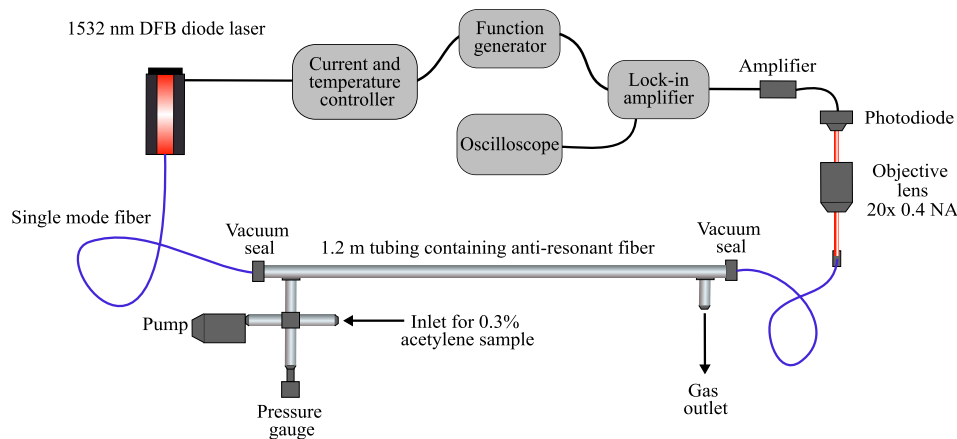 1532 nm DFB diode laser
Current and
temperature
controller
Function
generator
Lock-in
amplifier
Oscilloscope
Amplifier
Photodiode
Objective
lens
20x 0.4 NA
Single mode fiber
Vacuum
seal
1.2 m tubing containing anti-resonant fiber
Vacuum
seal
Pump
Inlet for 0.3%
acetylene sample
Pressure
gauge
Gas
outlet